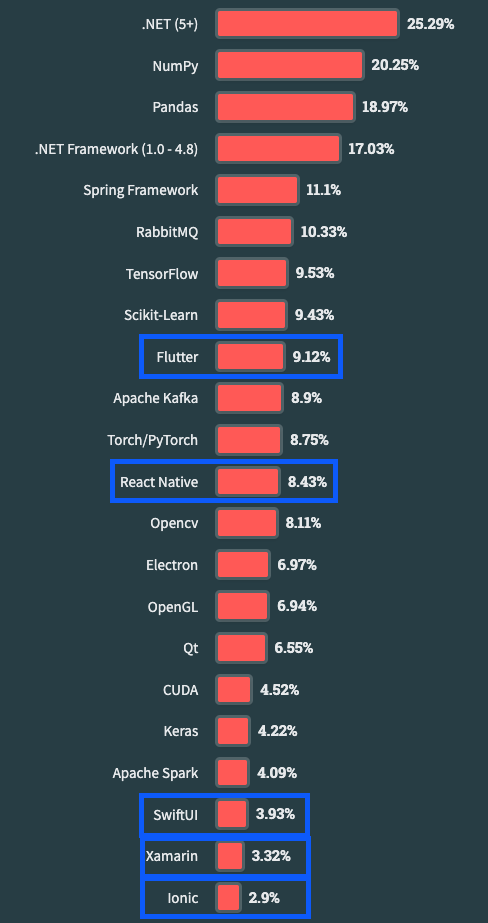 .NET (5+) 25.29%
NumPy 20.25%
Pandas 18.97%
.NET Framework (1.0 - 4.8) 17.03%
Spring Framework 11.1%
RabbitMQ 10.33%
TensorFlow 9.53%
Scikit-Learn 9.43%
Flutter 9.12%
Apache Kafka 8.9%
Torch/PyTorch 8.75%
React Native 8.43%
Opencv 8.11%
Electron 6.97%
OpenGL 6.94%
Qt 6.55%
CUDA 4.52%
Keras 4.22%
Apache Spark 4.09%
SwiftUI 3.93%
Xamarin 3.32%
Ionic 2.9%